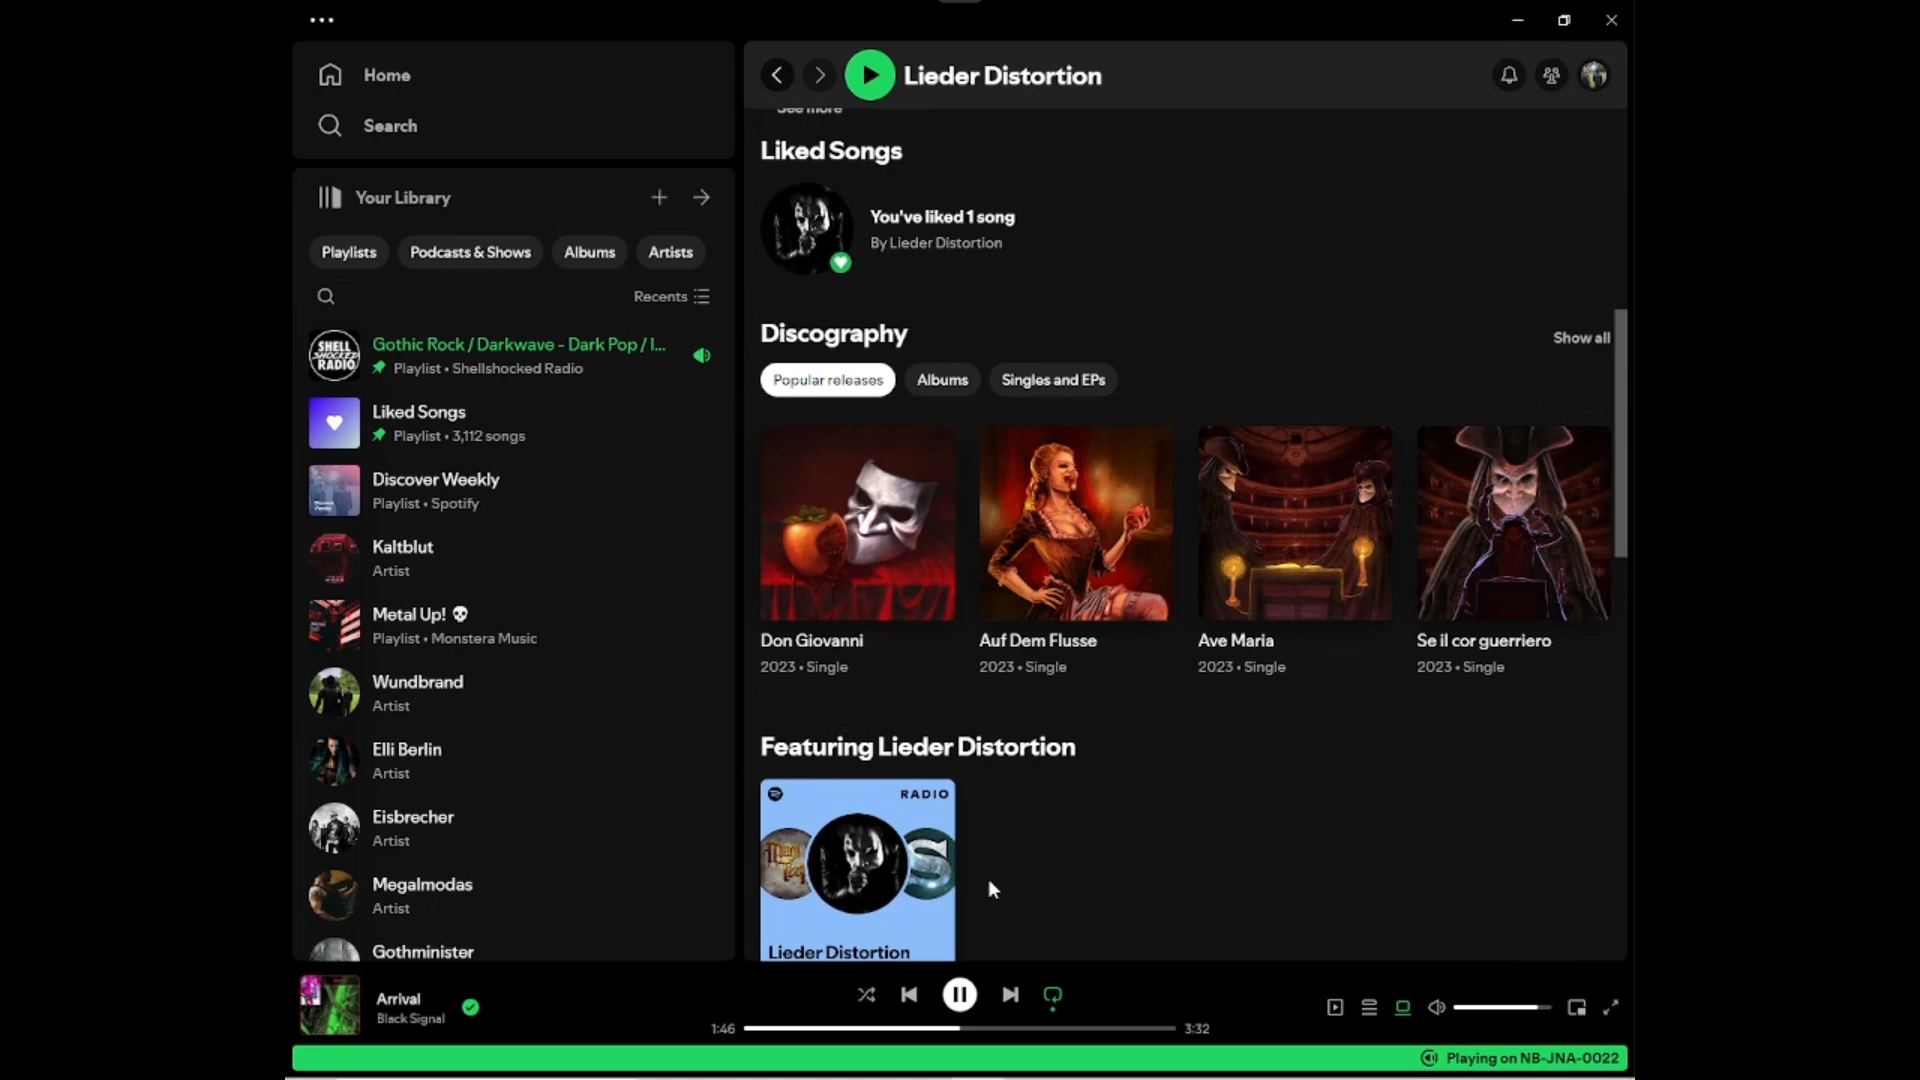 Home
Search
Your Library
Playlists
Podcasts & Shows
Albums
Artists
Recents
SHELL
SHOCKED
RADIO
Gothic Rock / Darkwave - Dark Pop / I...
Playlist • Shellshocked Radio
Liked Songs
Playlist • 3,112 songs
Discover Weekly
Playlist • Spotify
Kaltblut
Artist
Metal Up! 💀
Playlist • Monstera Music
Wundbrand
Artist
Elli Berlin
Artist
Eisbrecher
Artist
Megalmodas
Artist
Gothminister
Lieder Distortion
See more
Liked Songs
You've liked 1 song
By Lieder Distortion
Discography
Show all
Popular releases
Albums
Singles and EPs
Don Giovanni
2023 • Single
Auf Dem Flusse
2023 • Single
Ave Maria
2023 • Single
Se il cor guerriero
2023 • Single
Featuring Lieder Distortion
RADIO
Lieder Distortion
Arrival
Black Signal
1:46
3:32
Playing on NB-JNA-0022